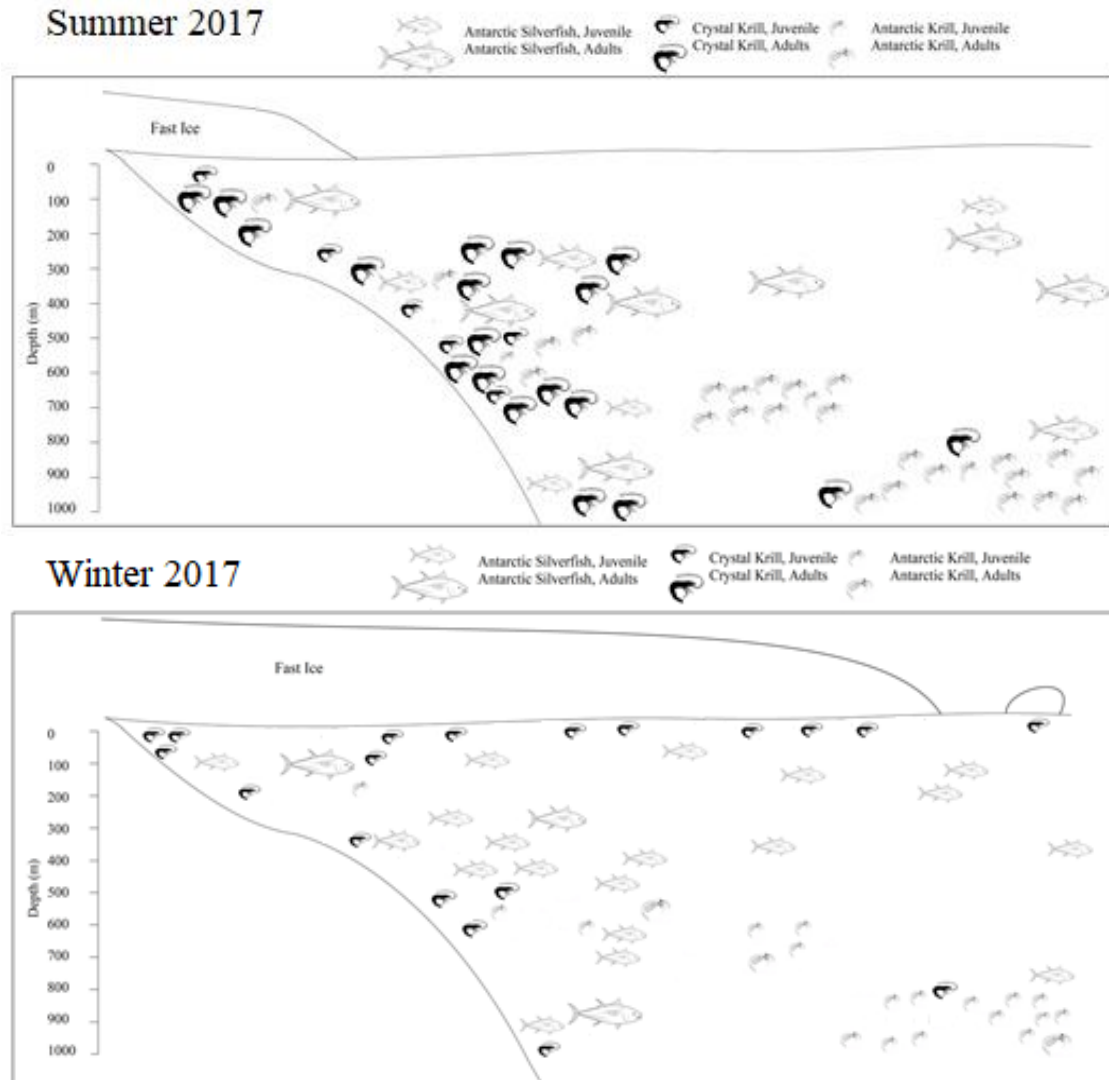 Summer 2017
Antarctic Silverfish, Juvenile
Antarctic Silverfish, Adults
Crystal Krill, Juvenile
Crystal Krill, Adults
Antarctic Krill, Juvenile
Antarctic Krill, Adults
Fast Ice
Depth (m)
0
100
200
300
400
500
600
700
800
900
1000
Winter 2017
Antarctic Silverfish, Juvenile
Antarctic Silverfish, Adults
Crystal Krill, Juvenile
Crystal Krill, Adults
Antarctic Krill, Juvenile
Antarctic Krill, Adults
Fast Ice
Depth (m)
0
100
200
300
400
500
600
700
800
900
1000